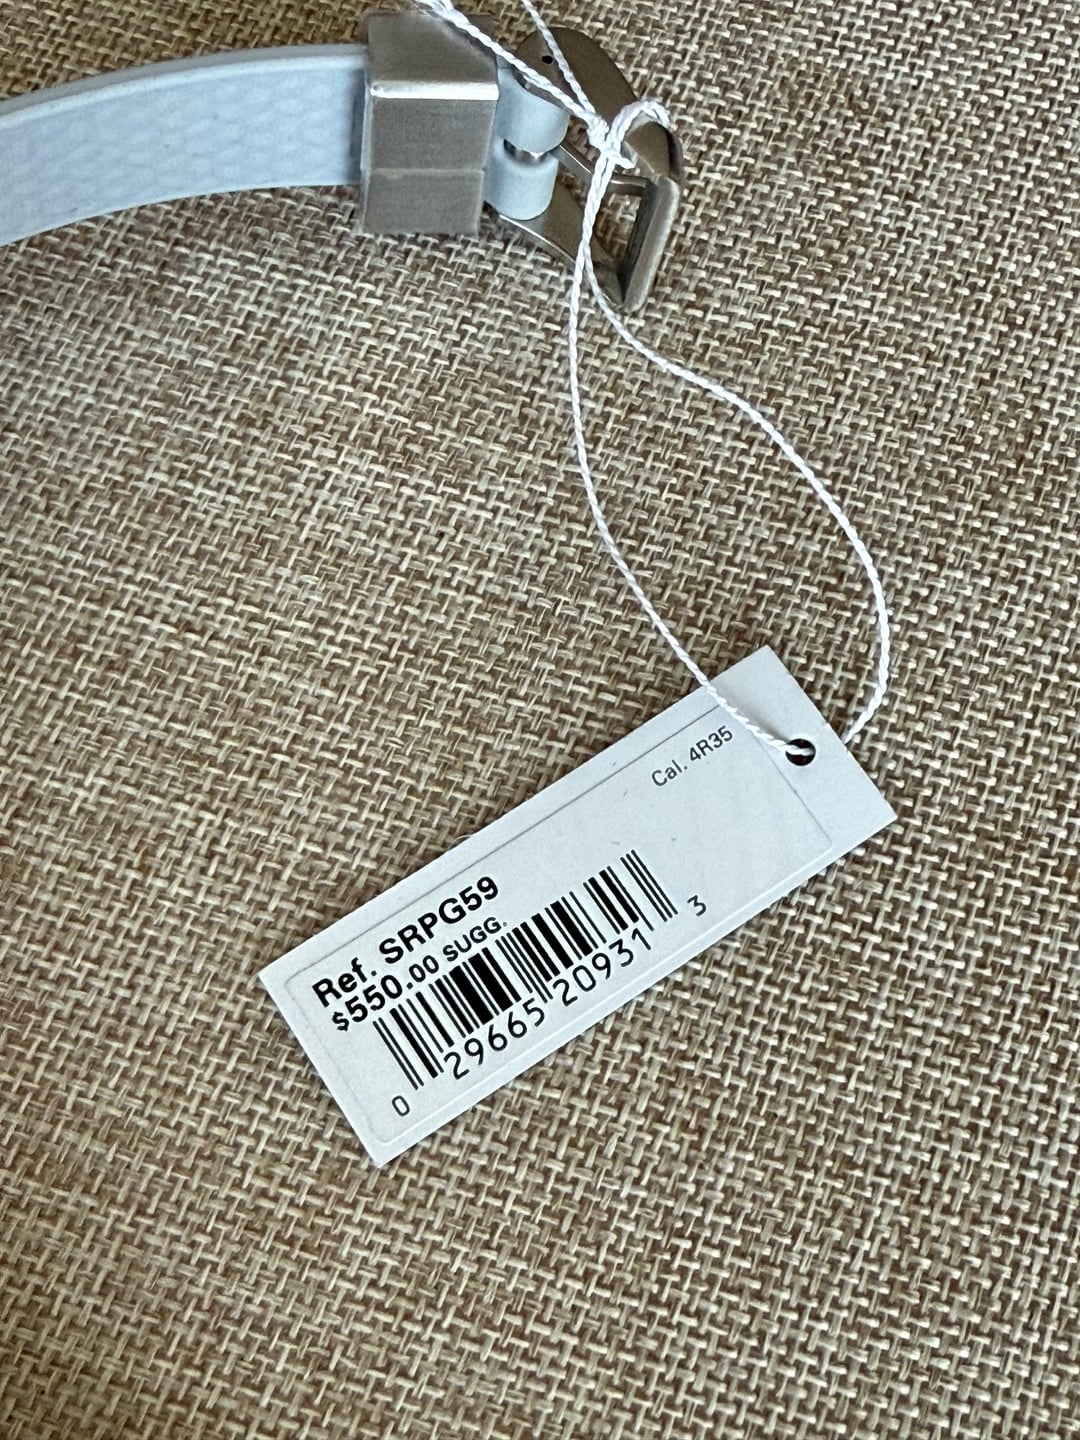 Cal. 4R35
Ref. SRPG59
$550.00 SUGG.
0 29665 20931 3